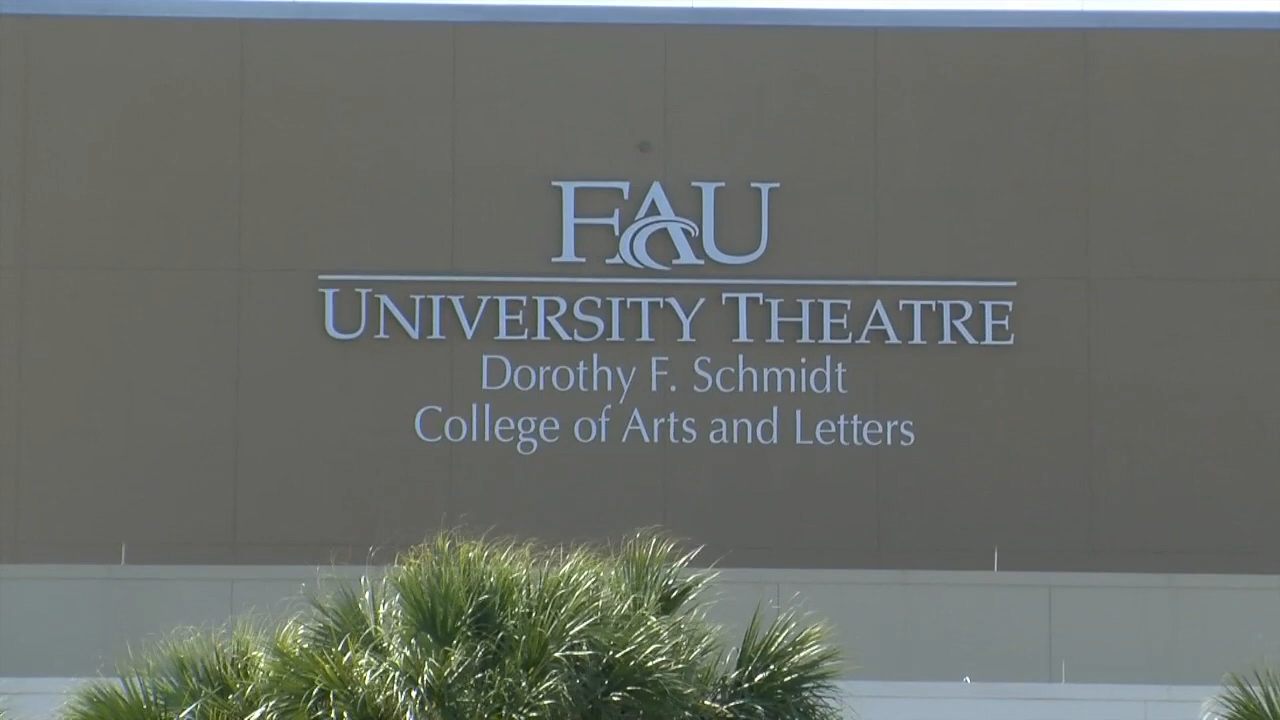 FAU
UNIVERSITY THEATRE
Dorothy F. Schmidt
College of Arts and Letters